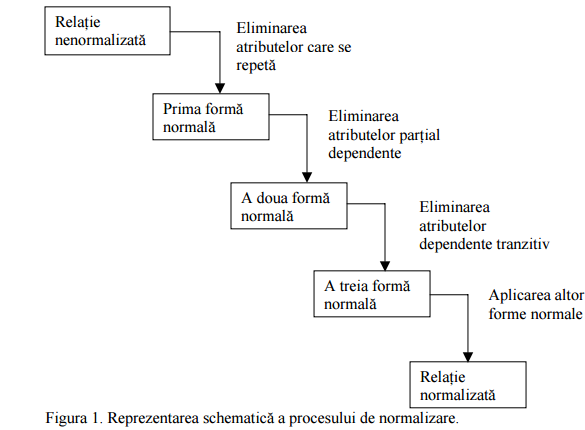 Relație
nenormalizată
Eliminarea
atributelor care se
repetă
Prima formă
normală
Eliminarea
atributelor parțial
dependente
A doua formă
normală
Eliminarea
atributelor
dependente tranzitiv
A treia formă
normală
Aplicarea altor
forme normale
Relație
normalizată
Figura 1. Reprezentarea schematică a procesului de normalizare.